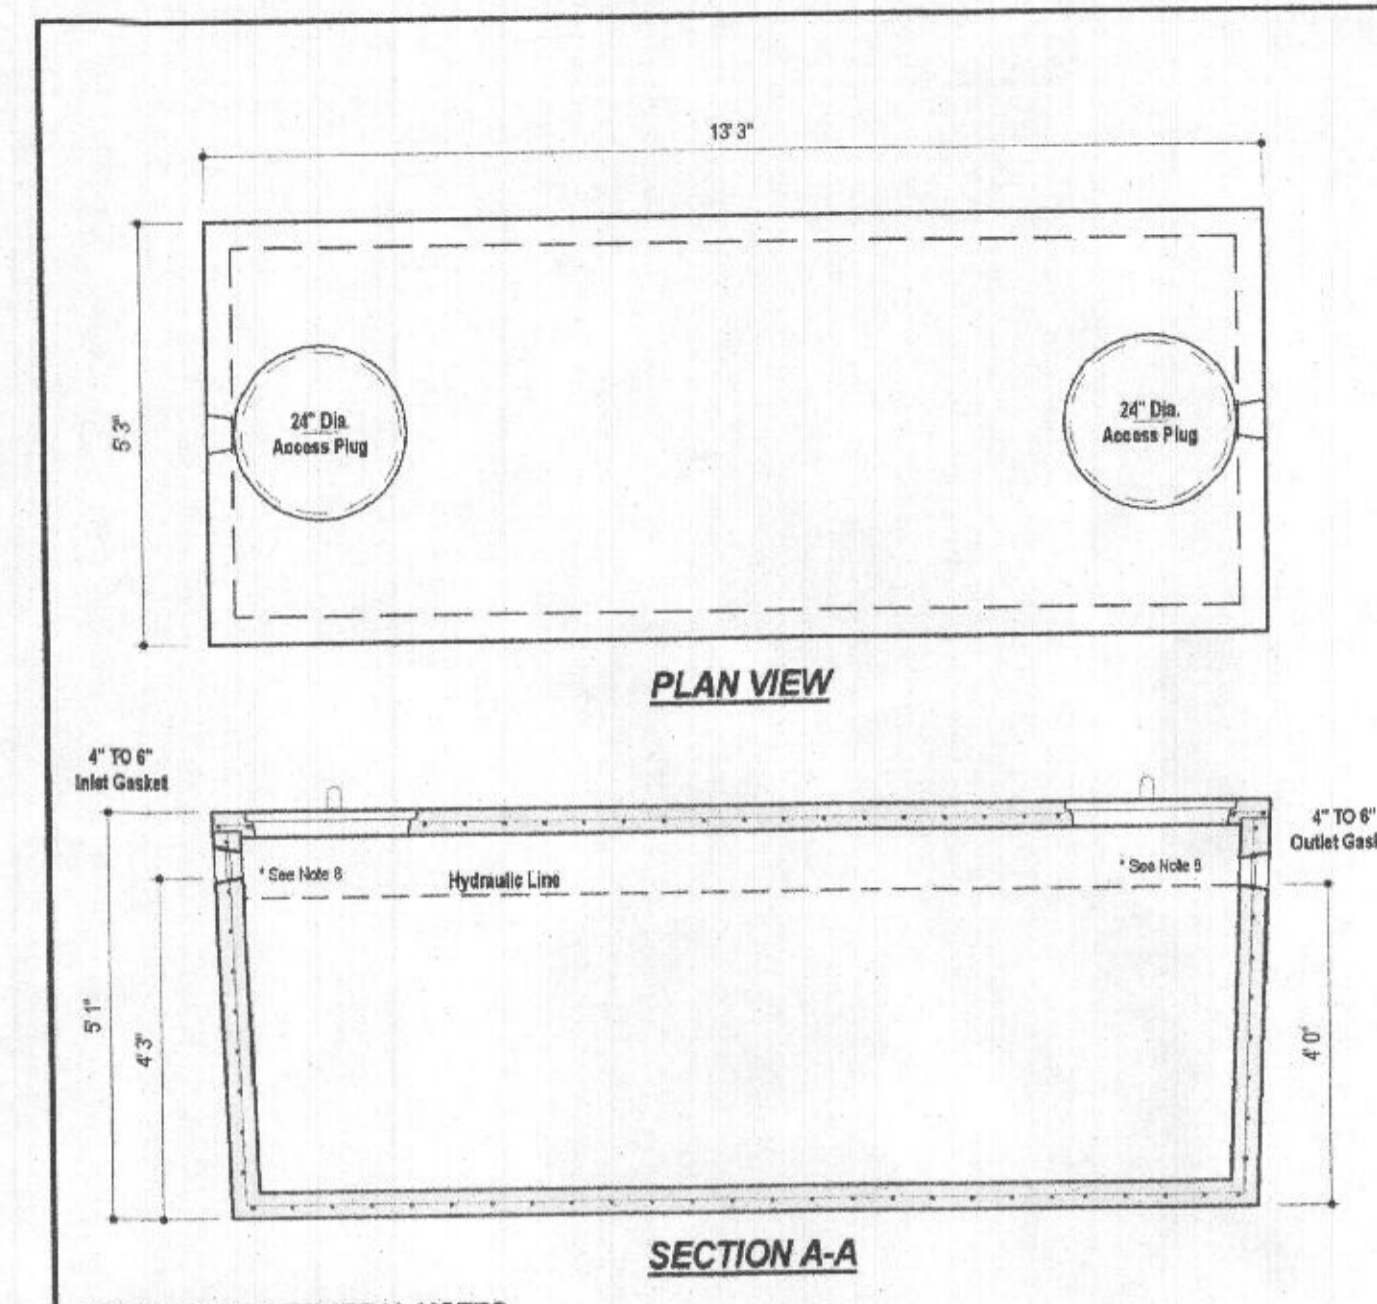 13' 3"
5' 3"
24" Dia.
Access Plug
24" Dia.
Access Plug
PLAN VIEW
4" TO 6"
Inlet Gasket
4" TO 6"
Outlet
* See Note 8
Hydraulic Line
* See Note 8
5' 1"
4' 3"
4' 0"
SECTION A-A